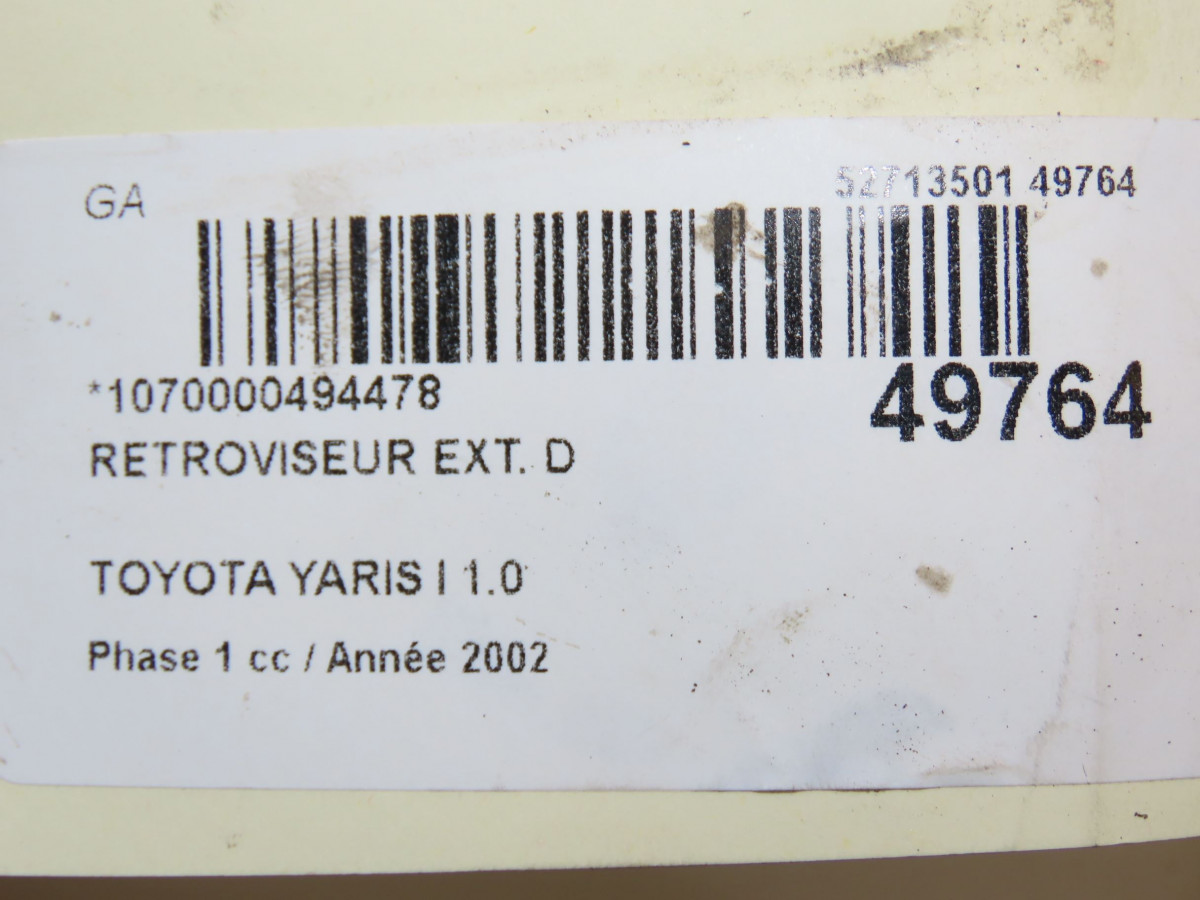 GA
52713501 49764
*1070000494478
49764
RETROVISEUR EXT. D
TOYOTA YARIS I 1.0
Phase 1 cc / Année 2002